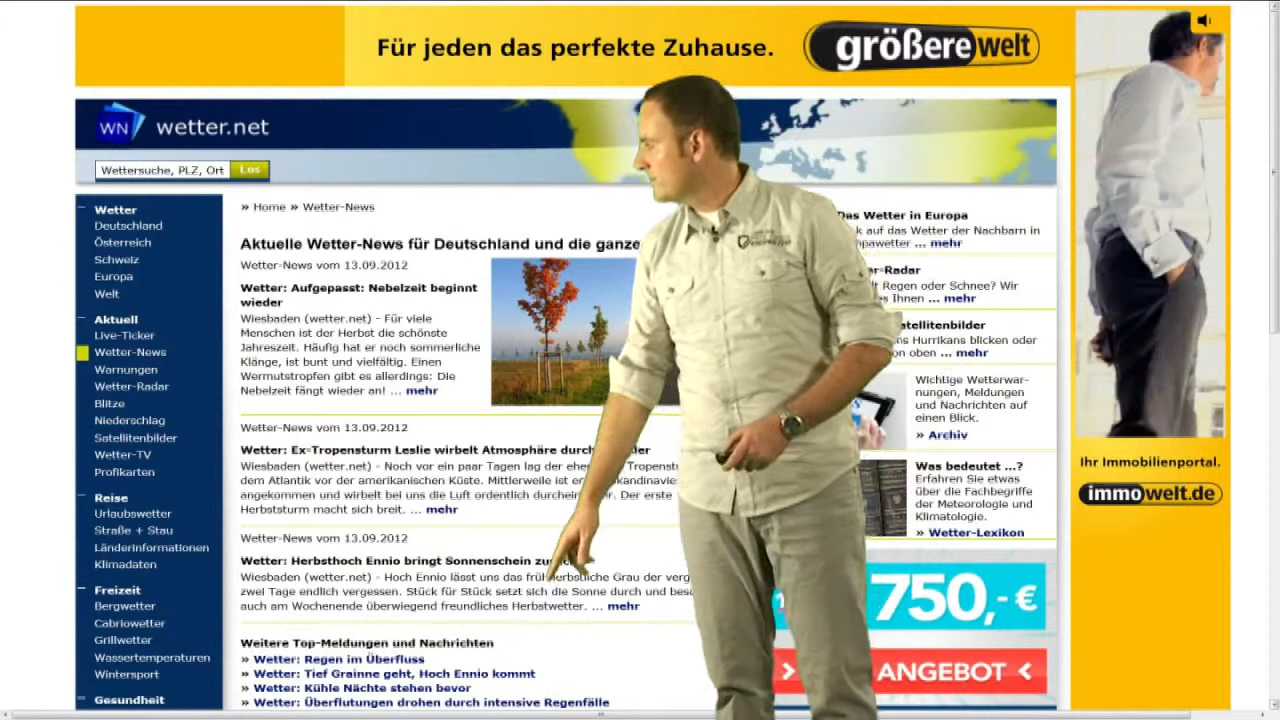 Für jeden das perfekte Zuhause.
größere welt
WN wetter.net
Wettersuche, PLZ, Ort Los
Wetter
Deutschland
Österreich
Schweiz
Europa
Welt
Aktuell
Live-Ticker
Wetter-News
Warnungen
Wetter-Radar
Blitze
Niederschlag
Satellitenbilder
Wetter-TV
Profikarten
Reise
Urlaubswetter
Straße + Stau
Länderinformationen
Klimadaten
Freizeit
Bergwetter
Cabriowetter
Grillwetter
Wassertemperaturen
Wintersport
Gesundheit
» Home » Wetter-News
Aktuelle Wetter-News für Deutschland und die ganze
Wetter-News vom 13.09.2012
Wetter: Aufgepasst: Nebelzeit beginnt
wieder
Wiesbaden (wetter.net) - Für viele
Menschen ist der Herbst die schönste
Jahreszeit. Häufig hat er noch sommerliche
Klänge, ist bunt und vielfältig. Einen
Wermutstropfen gibt es allerdings: Die
Nebelzeit fängt wieder an! ... mehr
Wetter-News vom 13.09.2012
Wetter: Ex-Tropensturm Leslie wirbelt Atmosphäre
Wiesbaden (wetter.net) - Noch vor ein paar Tagen lag der
dem Atlantik vor der amerikanischen Küste. Mittlerweile ist er
angekommen und wirbelt bei uns die Luft ordentlich Der erste
Herbststurm macht sich breit. ... mehr
Wetter-News vom 13.09.2012
Wetter: Herbsthoch Ennio bringt Sonnenschein
Wiesbaden (wetter.net) - Hoch Ennio lässt uns das Grau der
zwei Tage endlich vergessen. Stück für Stück setzt sich die Sonne durch und
auch am Wochenende überwiegend freundliches Herbstwetter. ... mehr
Weitere Top-Meldungen und Nachrichten
» Wetter: Regen im Überfluss
» Wetter: Tief Grainne geht, Hoch Ennio kommt
» Wetter: Kühle Nächte stehen bevor
» Wetter: Überflutungen drohen durch intensive Regenfälle
Das Wetter in Europa
auf das Wetter der Nachbarn in
... mehr
Regen oder Schnee? Wir
Ihnen ... mehr
Hurrikans blicken oder
von oben ... mehr
Wichtige Wetterwar-
nungen, Meldungen
und Nachrichten auf
einen Blick.
» Archiv
Was bedeutet ...?
Erfahren Sie etwas
über die Fachbegriffe
der Meteorologie und
Klimatologie.
» Wetter-Lexikon
750,-€
> ANGEBOT <
Ihr Immobilienportal.
immowelt.de